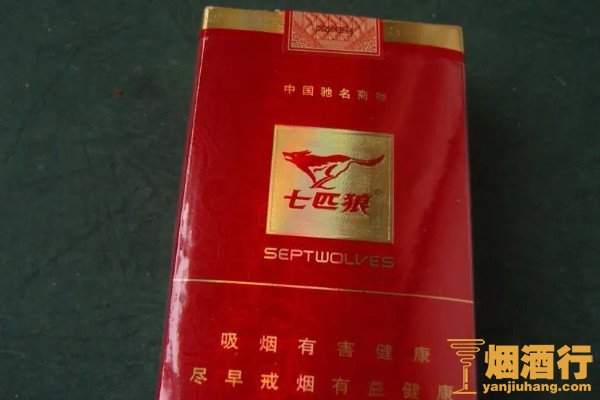 中国驰名商标
七匹狼®
SEPTWOLVES
吸烟有害健康
尽早戒烟有益健康
烟酒行
yanjiuhang.com